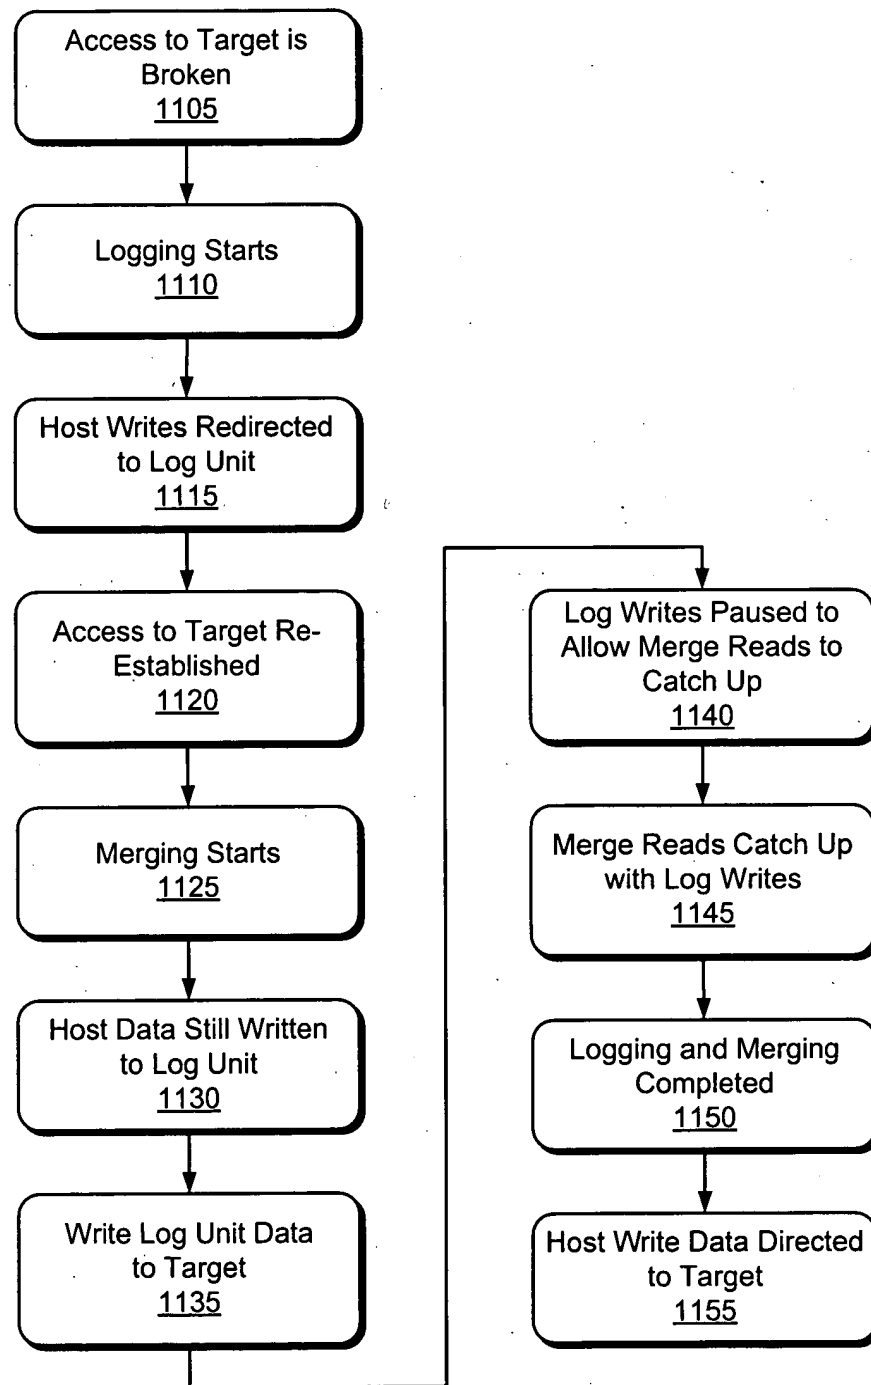 Access to Target is
Broken
1105
Logging Starts
1110
Host Writes Redirected
to Log Unit
1115
Access to Target Re-
Established
1120
Merging Starts
1125
Host Data Still Written
to Log Unit
1130
Write Log Unit Data
to Target
1135
Log Writes Paused to
Allow Merge Reads to
Catch Up
1140
Merge Reads Catch Up
with Log Writes
1145
Logging and Merging
Completed
1150
Host Write Data Directed
to Target
1155